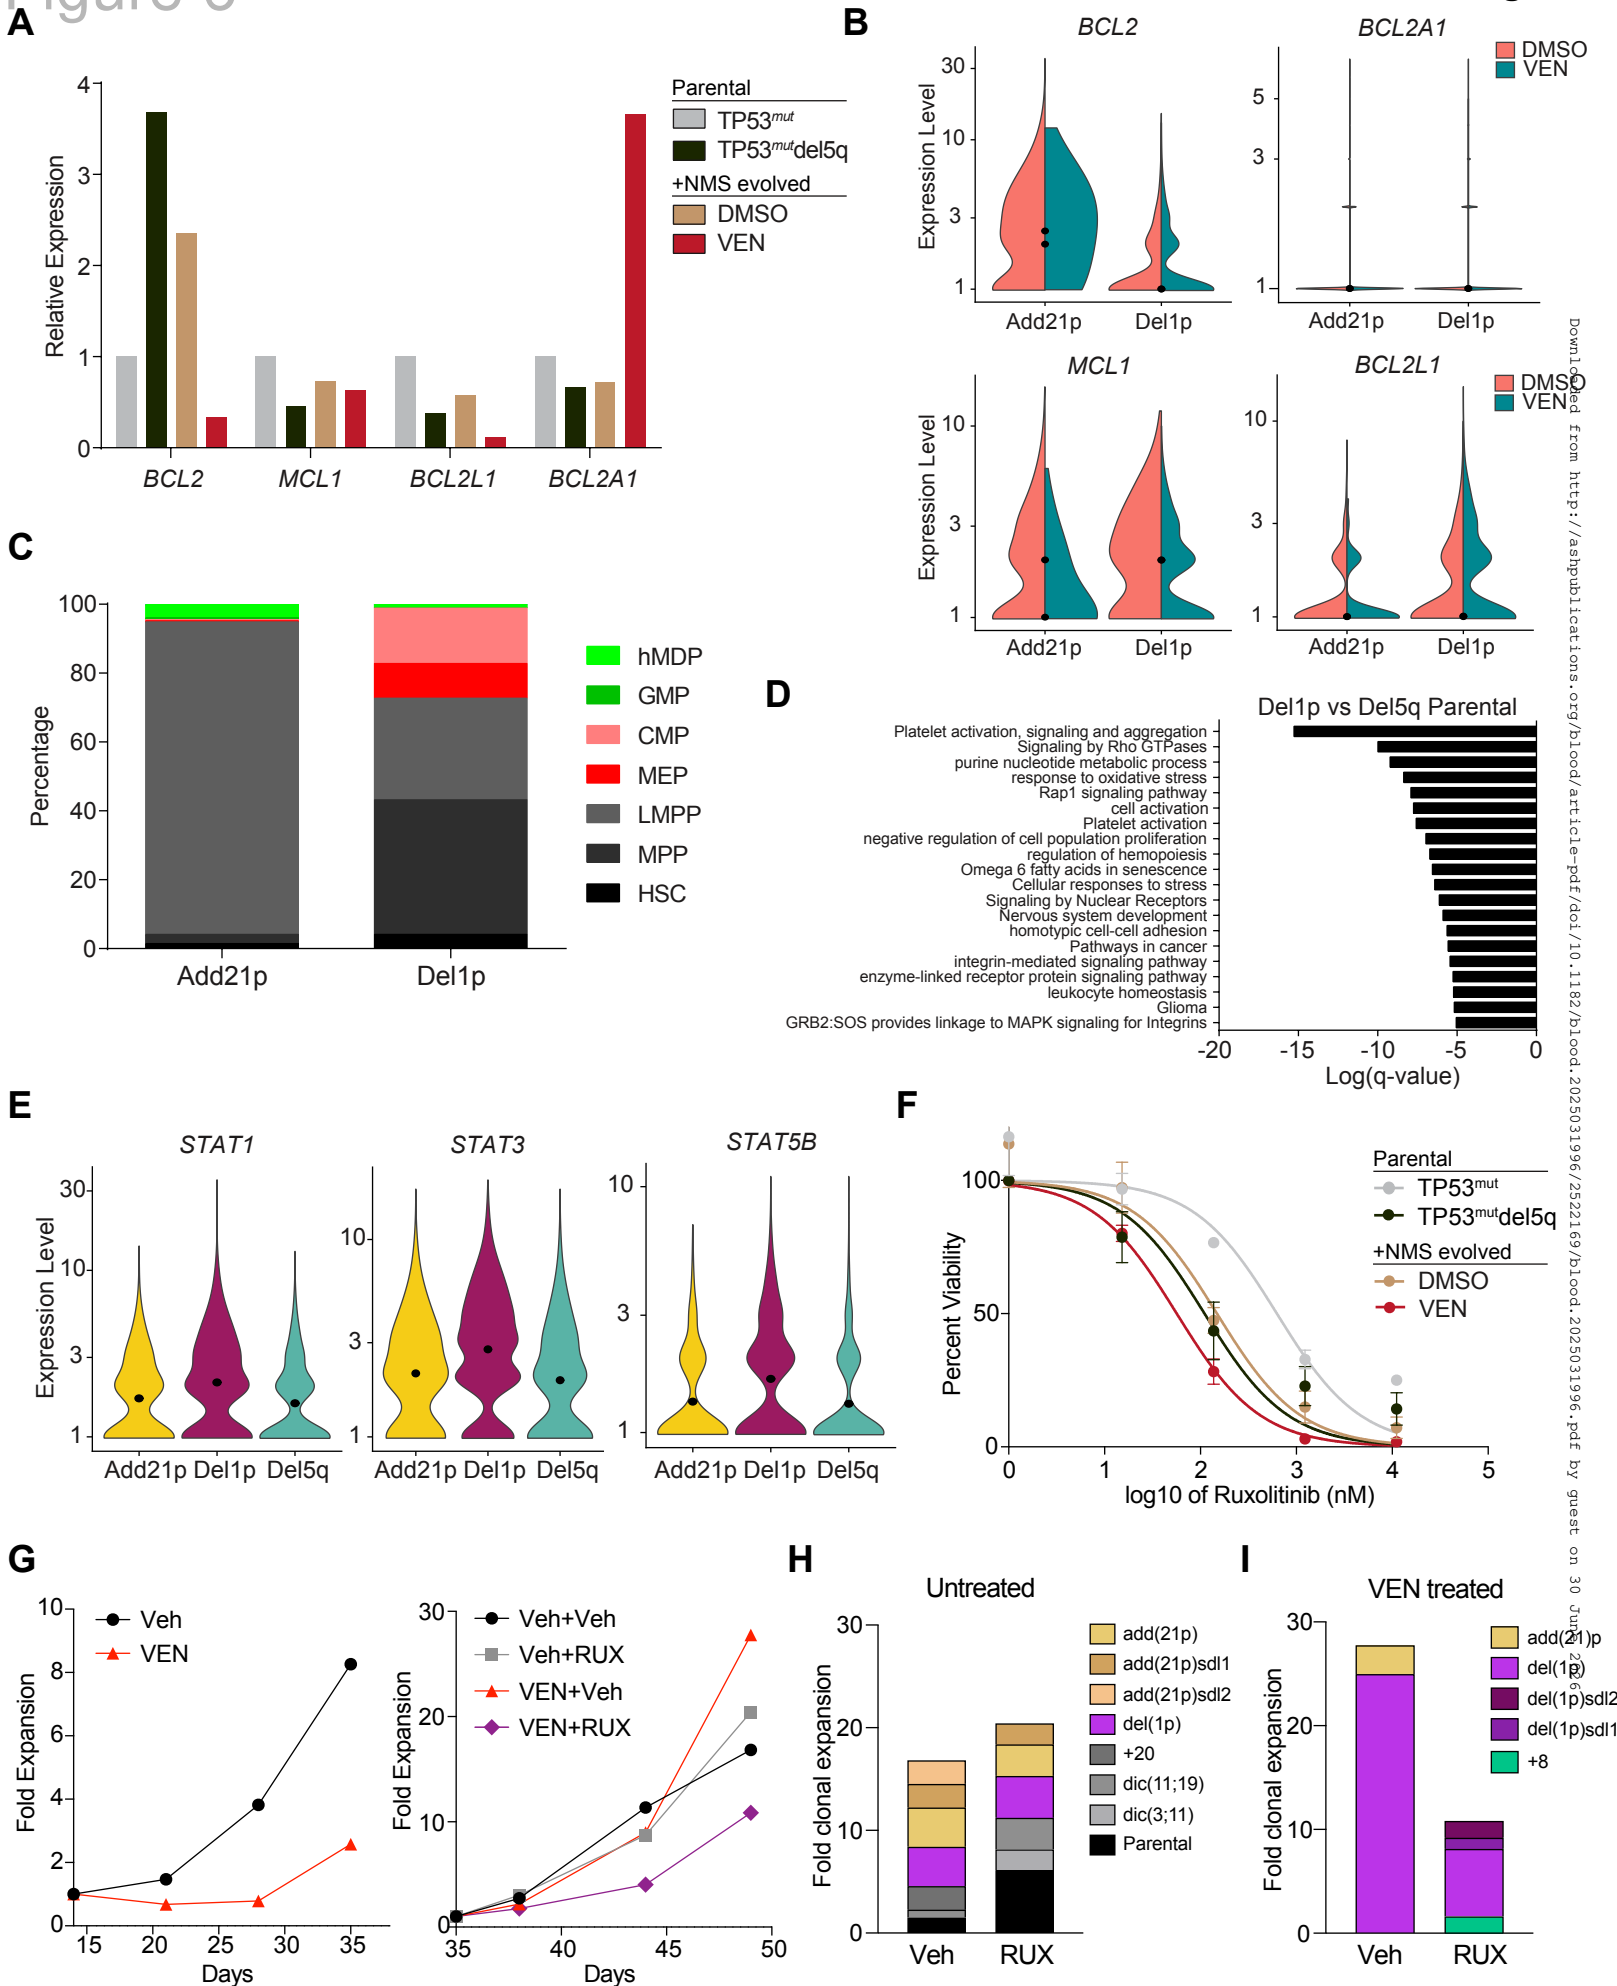 Figure 6
A
4
3
2
1
0
Relative Expression
BCL2
MCL1
BCL2L1
BCL2A1
Parental
TP53mut
TP53mutdel5q
+NMS evolved
DMSO
VEN
B
BCL2
BCL2A1
DMSO
VEN
Expression Level
30
10
3
1
5
3
1
Add21p
Del1p
Add21p
Del1p
MCL1
BCL2L1
DMSO
VEN
Expression Level
10
3
1
10
3
1
Add21p
Del1p
Add21p
Del1p
C
Percentage
100
80
60
40
20
0
Add21p
Del1p
hMDP
GMP
CMP
MEP
LMPP
MPP
HSC
D
Del1p vs Del5q Parental
Platelet activation, signaling and aggregation
Signaling by Rho GTPases
purine nucleotide metabolic process
response to oxidative stress
Rap1 signaling pathway
cell activation
Platelet activation
negative regulation of cell population proliferation
regulation of hemopoiesis
Omega 6 fatty acids in senescence
Cellular responses to stress
Signaling by Nuclear Receptors
Nervous system development
homotypic cell-cell adhesion
Pathways in cancer
integrin-mediated signaling pathway
enzyme-linked receptor protein signaling pathway
leukocyte homeostasis
Glioma
GRB2:SOS provides linkage to MAPK signaling for Integrins
-20
-15
-10
-5
0
Log(q-value)
E
STAT1
STAT3
STAT5B
Expression Level
30
10
3
1
10
3
1
10
3
1
Add21p Del1p Del5q
Add21p Del1p Del5q
Add21p Del1p Del5q
F
Percent Viability
100
50
0
0
1
2
3
4
5
log10 of Ruxolitinib (nM)
Parental
TP53mut
TP53mutdel5q
+NMS evolved
DMSO
VEN
G
Fold Expansion
10
8
6
4
2
0
15
20
25
30
35
Days
Veh
VEN
Fold Expansion
30
20
10
0
35
40
45
50
Days
Veh+Veh
Veh+RUX
VEN+Veh
VEN+RUX
H
Untreated
Fold clonal expansion
30
20
10
0
Veh
RUX
add(21p)
add(21p)sdl1
add(21p)sdl2
del(1p)
+20
dic(11;19)
dic(3;11)
Parental
I
VEN treated
Fold clonal expansion
30
20
10
0
Veh
RUX
add(21)p
del(1p)
del(1p)sdl2
del(1p)sdl1
+8
Downloaded from http://ashpublications.org/blood/article-pdf/doi/10.1182/blood.2025031996/2522169/blood.2025031996.pdf by guest on 30 June 2026